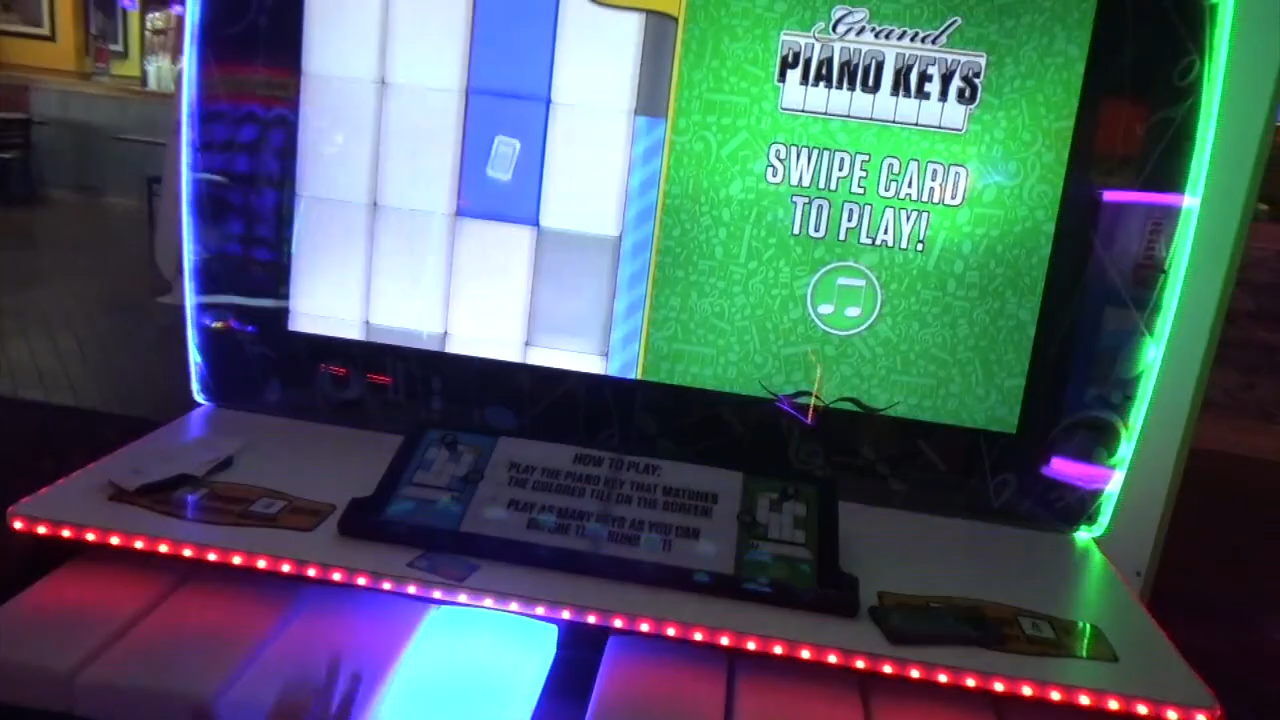 Grand
PIANO KEYS
SWIPE CARD
TO PLAY!
HOW TO PLAY:
PLAY THE PIANO KEY THAT MATCHES
THE COLORED TILE ON THE SCREEN!
PLAY AS MANY KEYS AS YOU CAN
BEFORE